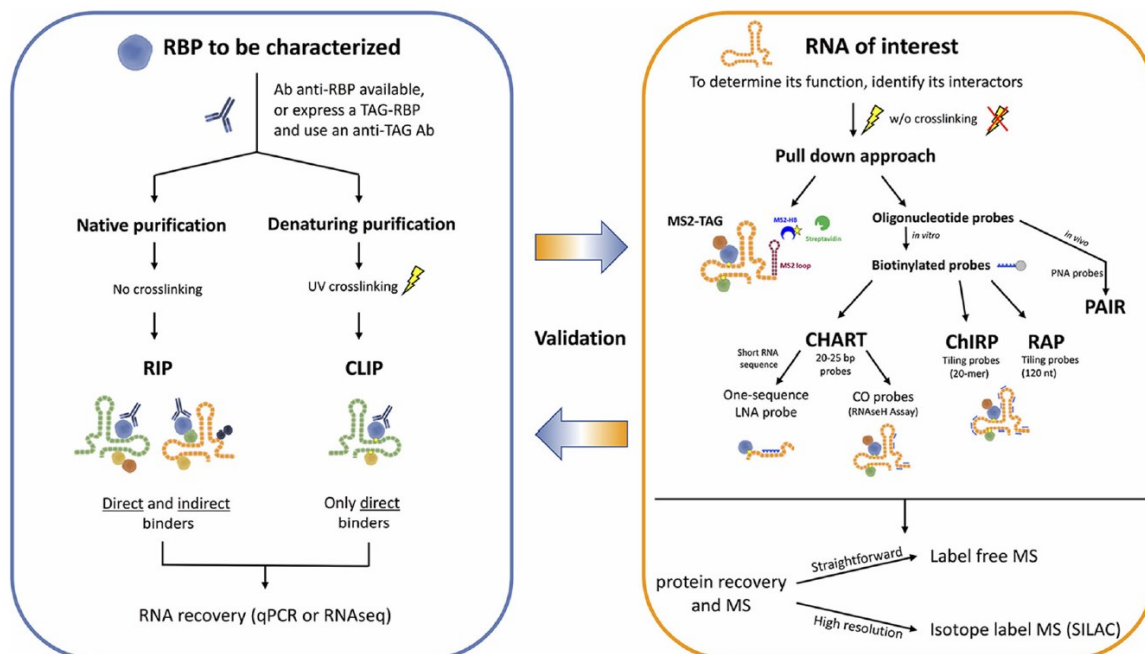 RBP to be characterized
Ab anti-RBP available,
or express a TAG-RBP
and use an anti-TAG Ab
Native purification
Denaturing purification
No crosslinking
UV crosslinking
RIP
CLIP
Direct and indirect
binders
Only direct
binders
RNA recovery (qPCR or RNAseq)
Validation
RNA of interest
To determine its function, identify its interactors
w/o crosslinking
Pull down approach
MS2-TAG
MS2-HB
Streptavidin
MS2 loop
Oligonucleotide probes
in vitro
in vivo
Biotinylated probes
PNA probes
PAIR
CHART
20-25 bp
probes
Short RNA
sequence
ChIRP
Tiling probes
(20-mer)
RAP
Tiling probes
(120 nt)
One-sequence
LNA probe
CO probes
(RNAseH Assay)
protein recovery
and MS
Straightforward
Label free MS
High resolution
Isotope label MS (SILAC)